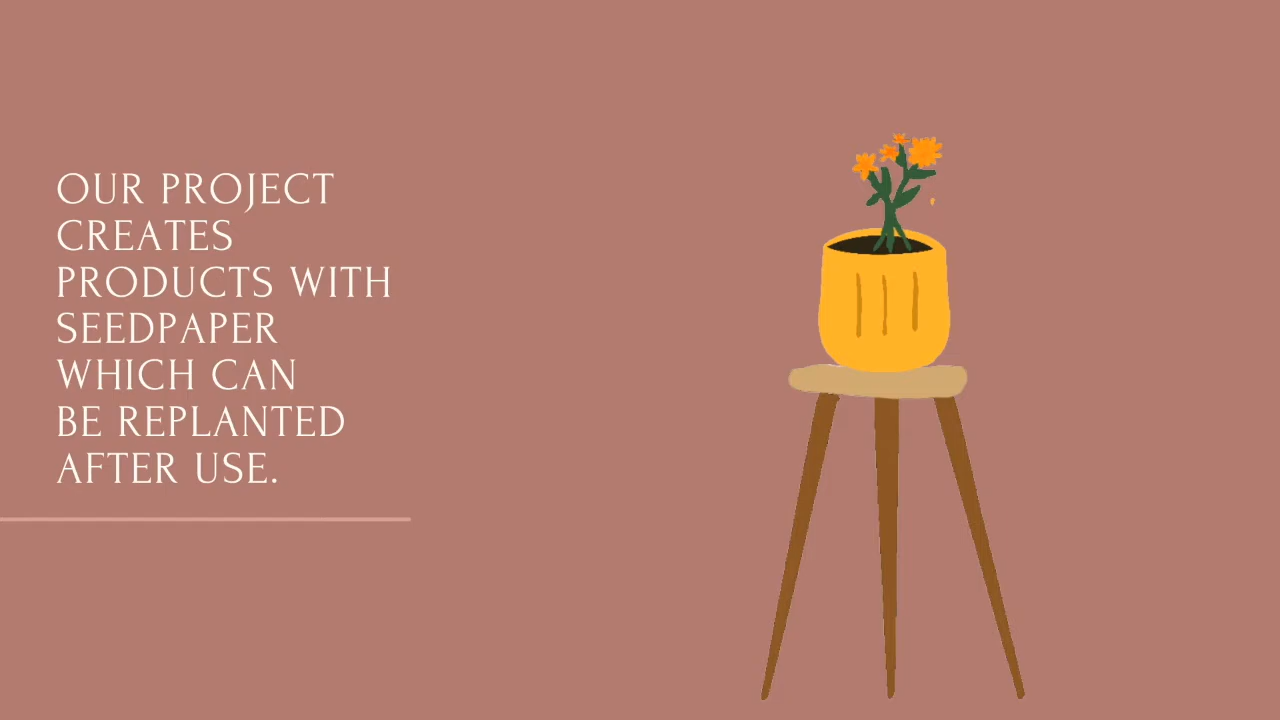 OUR PROJECT
CREATES
PRODUCTS WITH
SEEDPAPER
WHICH CAN
BE REPLANTED
AFTER USE.